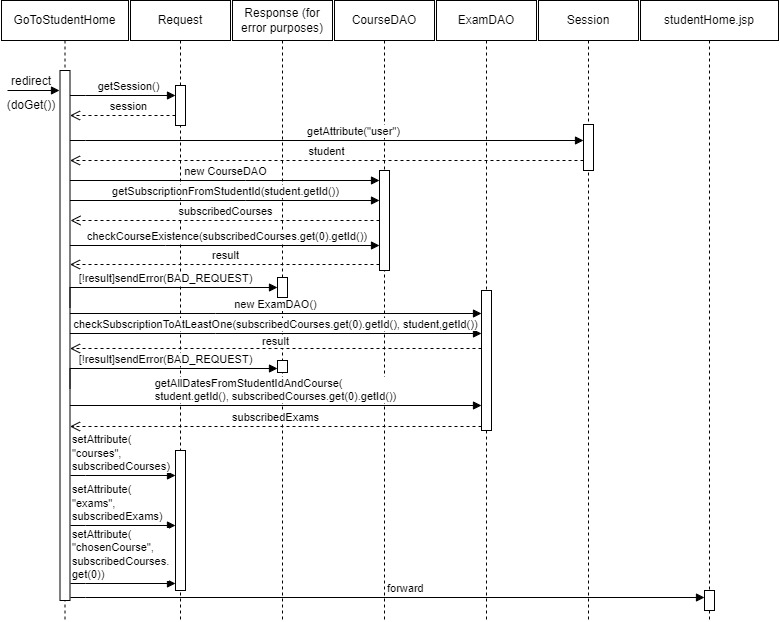 GoToStudentHome
Request
Response (for
error purposes)
CourseDAO
ExamDAO
Session
studentHome.jsp
redirect
(doGet())
getSession()
session
getAttribute("user")
student
new CourseDAO
getSubscriptionFromStudentId(student.getId())
subscribedCourses
checkCourseExistence(subscribedCourses.get(0).getId())
result
[!result]sendError(BAD_REQUEST)
new ExamDAO()
checkSubscriptionToAtLeastOne(subscribedCourses.get(0).getId(), student,getId())
result
[!result]sendError(BAD_REQUEST)
getAllDatesFromStudentIdAndCourse(
student.getId(), subscribedCourses.get(0).getId())
subscribedExams
setAttribute(
"courses",
subscribedCourses)
setAttribute(
"exams",
subscribedExams)
setAttribute(
"chosenCourse",
subscribedCourses.
get(0))
forward